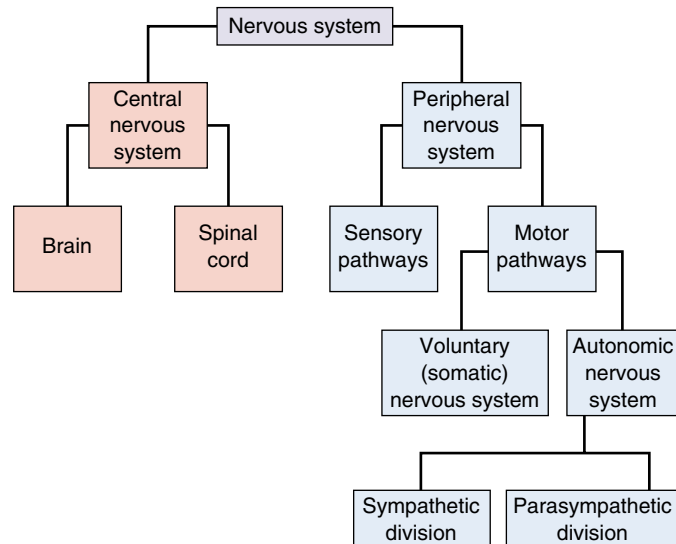 Nervous system
Central
nervous
system
Peripheral
nervous
system
Brain
Spinal
cord
Sensory
pathways
Motor
pathways
Voluntary
(somatic)
nervous system
Autonomic
nervous
system
Sympathetic
division
Parasympathetic
division